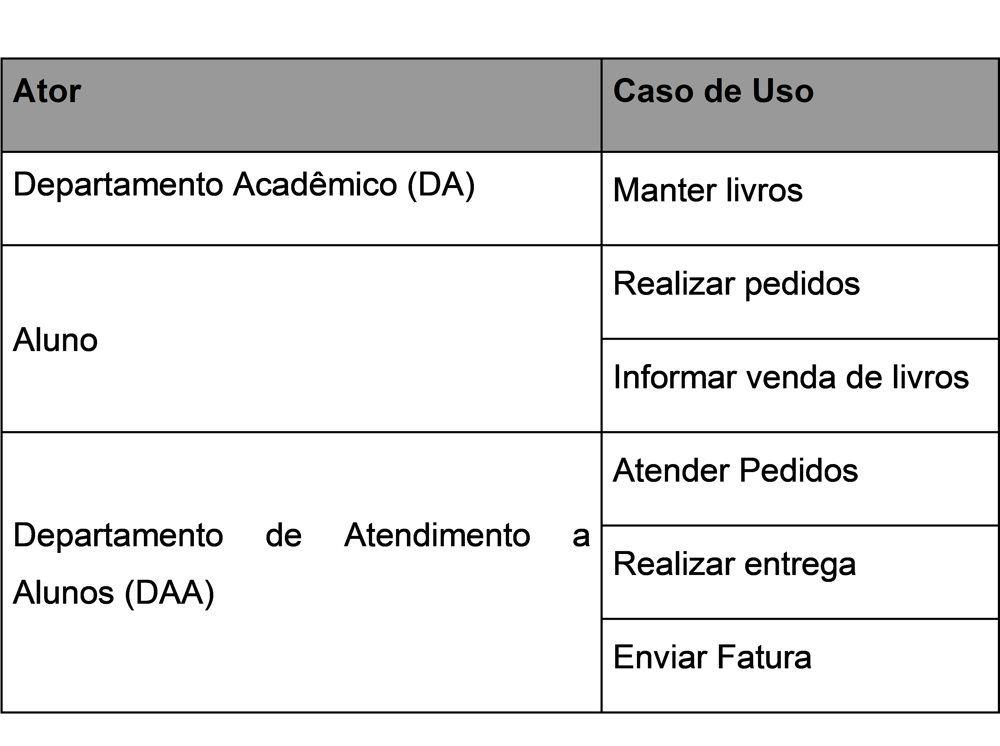 Ator
Caso de Uso
Departamento Acadêmico (DA)
Manter livros
Aluno
Realizar pedidos
Informar venda de livros
Departamento de Atendimento a
Alunos (DAA)
Atender Pedidos
Realizar entrega
Enviar Fatura